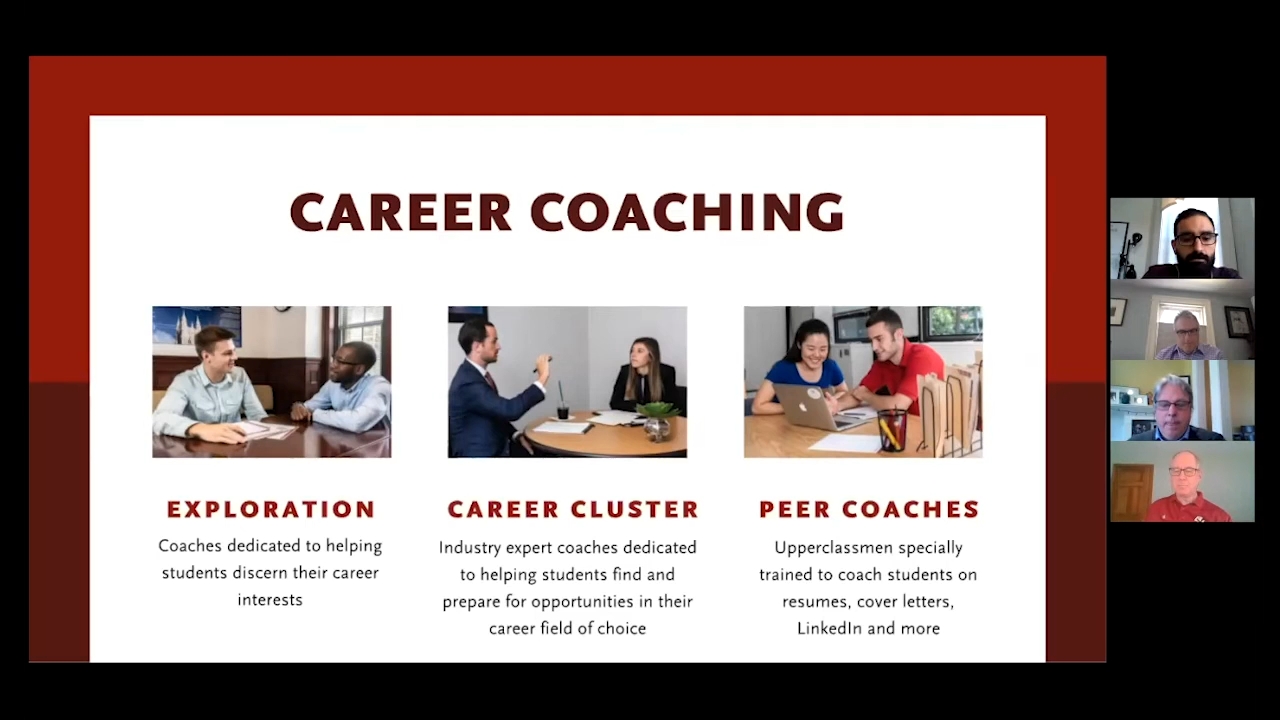 CAREER COACHING
EXPLORATION
Coaches dedicated to helping
students discern their career
interests
CAREER CLUSTER
Industry expert coaches dedicated
to helping students find and
prepare for opportunities in their
career field of choice
PEER COACHES
Upperclassmen specially
trained to coach students on
resumes, cover letters,
LinkedIn and more